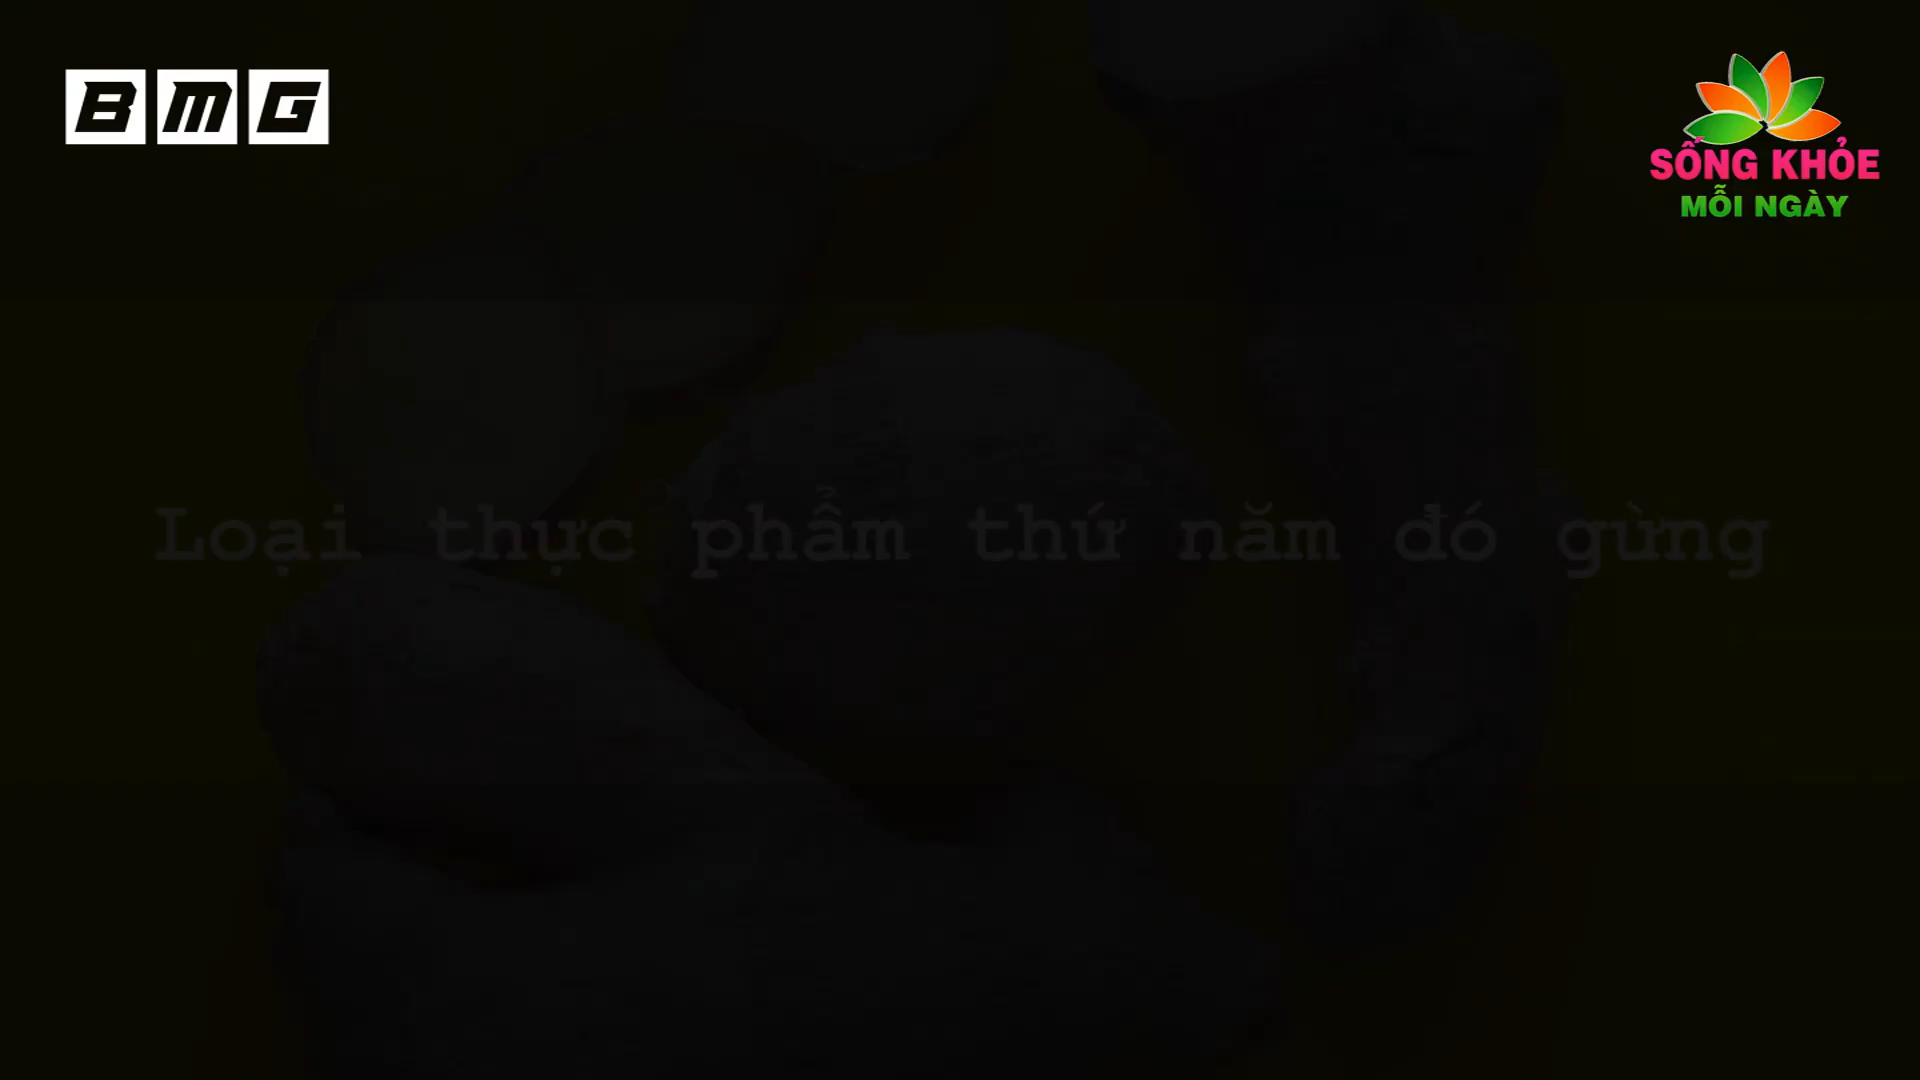 BMG
SỐNG KHỎE
MỖI NGÀY
Loại thực phẩm thứ năm đó gừng